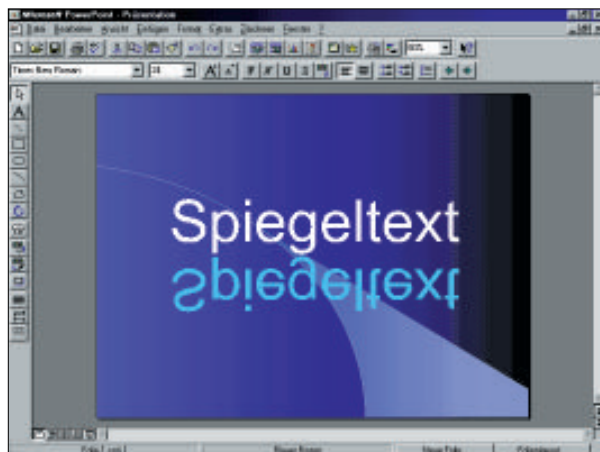 Microsoft PowerPoint - Präsentation
Datei Bearbeiten Ansicht Einfügen Format Extras Zeichnen Fenster ?
Times New Roman
Spiegeltext
Spiegeltext